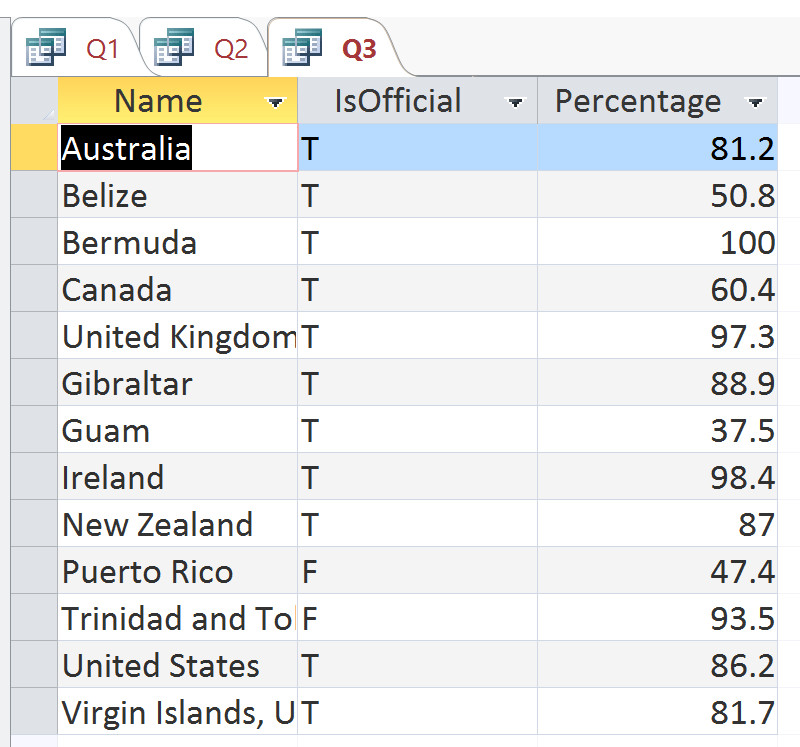 Q1 Q2 Q3
Name IsOfficial Percentage
Australia T 81.2
Belize T 50.8
Bermuda T 100
Canada T 60.4
United Kingdom T 97.3
Gibraltar T 88.9
Guam T 37.5
Ireland T 98.4
New Zealand T 87
Puerto Rico F 47.4
Trinidad and To F 93.5
United States T 86.2
Virgin Islands, U T 81.7